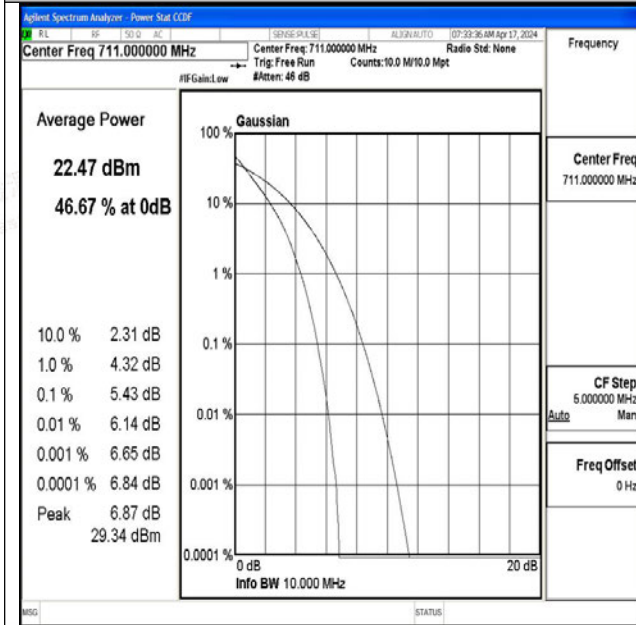 Agilent Spectrum Analyzer - Power Stat CCDF
RL RF 50 Ω AC SENSE:PULSE ALIGNAUTO 07:33:36 AM Apr 17, 2024
Center Freq 711.000000 MHz
Center Freq: 711.000000 MHz Radio Std: None
Trig: Free Run Counts:10.0 M/10.0 Mpt
#IFGain:Low #Atten: 46 dB
Frequency
Average Power
22.47 dBm
46.67 % at 0dB
10.0 % 2.31 dB
1.0 % 4.32 dB
0.1 % 5.43 dB
0.01 % 6.14 dB
0.001 % 6.65 dB
0.0001 % 6.84 dB
Peak 6.87 dB
29.34 dBm
Gaussian
100 %
10 %
1 %
0.1 %
0.01 %
0.001 %
0.0001 %
0 dB 20 dB
Info BW 10.000 MHz
Center Freq
711.000000 MHz
CF Step
5.000000 MHz
Auto Man
Freq Offset
0 Hz
MSG STATUS